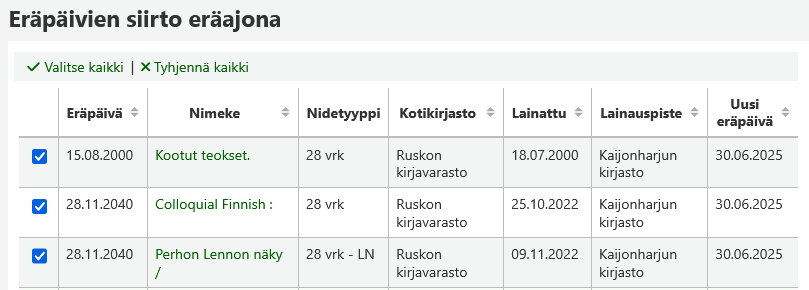 Eräpäivien siirto eräajona
Valitse kaikki | Tyhjennä kaikki
Eräpäivä Nimeke Nidetyyppi Kotikirjasto Lainattu Lainauspiste Uusi eräpäivä
15.08.2000 Kootut teokset. 28 vrk Ruskon kirjavarasto 18.07.2000 Kaijonharjun kirjasto 30.06.2025
28.11.2040 Colloquial Finnish : 28 vrk Ruskon kirjavarasto 25.10.2022 Kaijonharjun kirjasto 30.06.2025
28.11.2040 Perhon Lennon näky / 28 vrk - LN Ruskon kirjavarasto 09.11.2022 Kaijonharjun kirjasto 30.06.2025